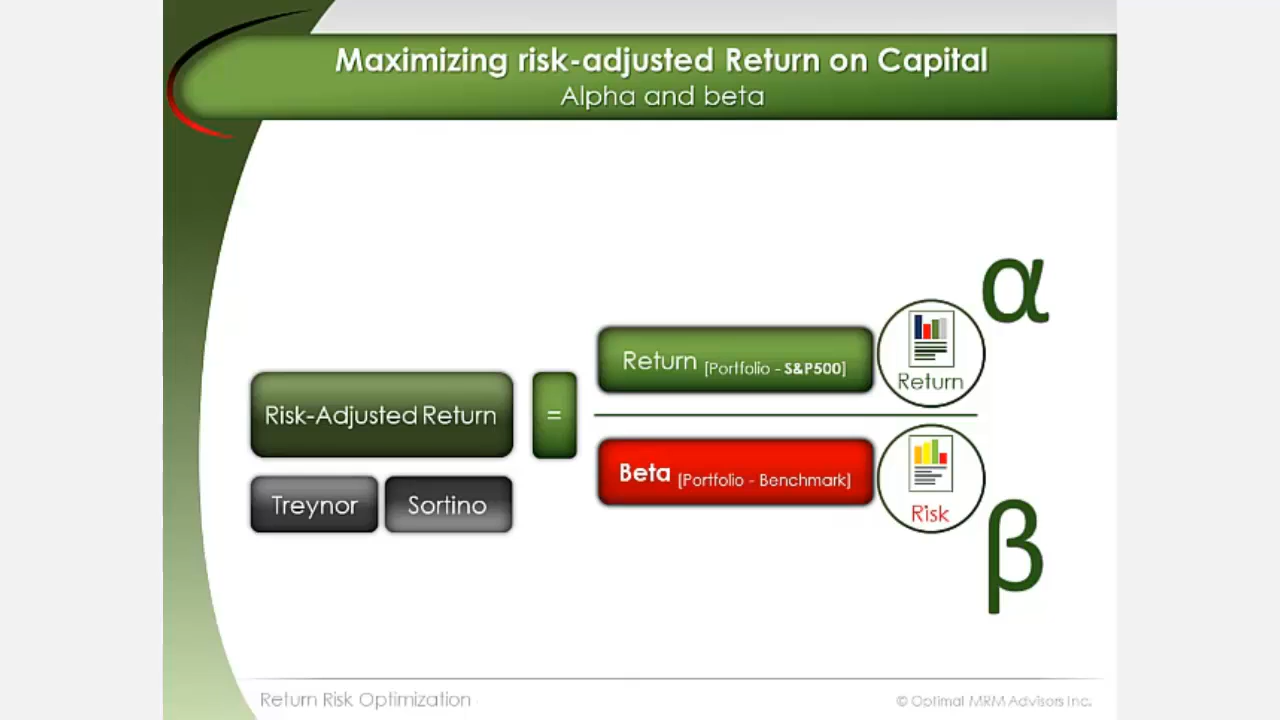 Maximizing risk-adjusted Return on Capital
Alpha and beta
α
Return [Portfolio - S&P500]
Return
Risk-Adjusted Return
=
Beta [Portfolio - Benchmark]
Treynor
Sortino
Risk
β
Return Risk Optimization
© Optimal MRM Advisors Inc.